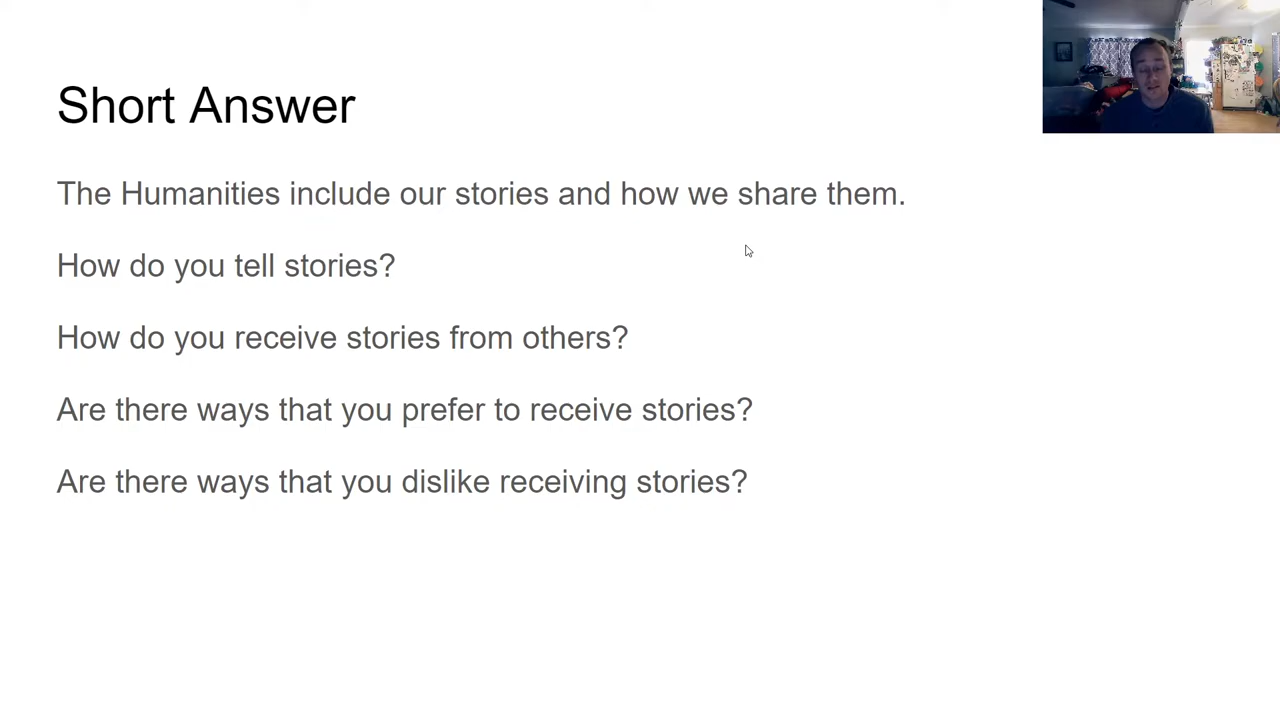 Short Answer
The Humanities include our stories and how we share them.
How do you tell stories?
How do you receive stories from others?
Are there ways that you prefer to receive stories?
Are there ways that you dislike receiving stories?